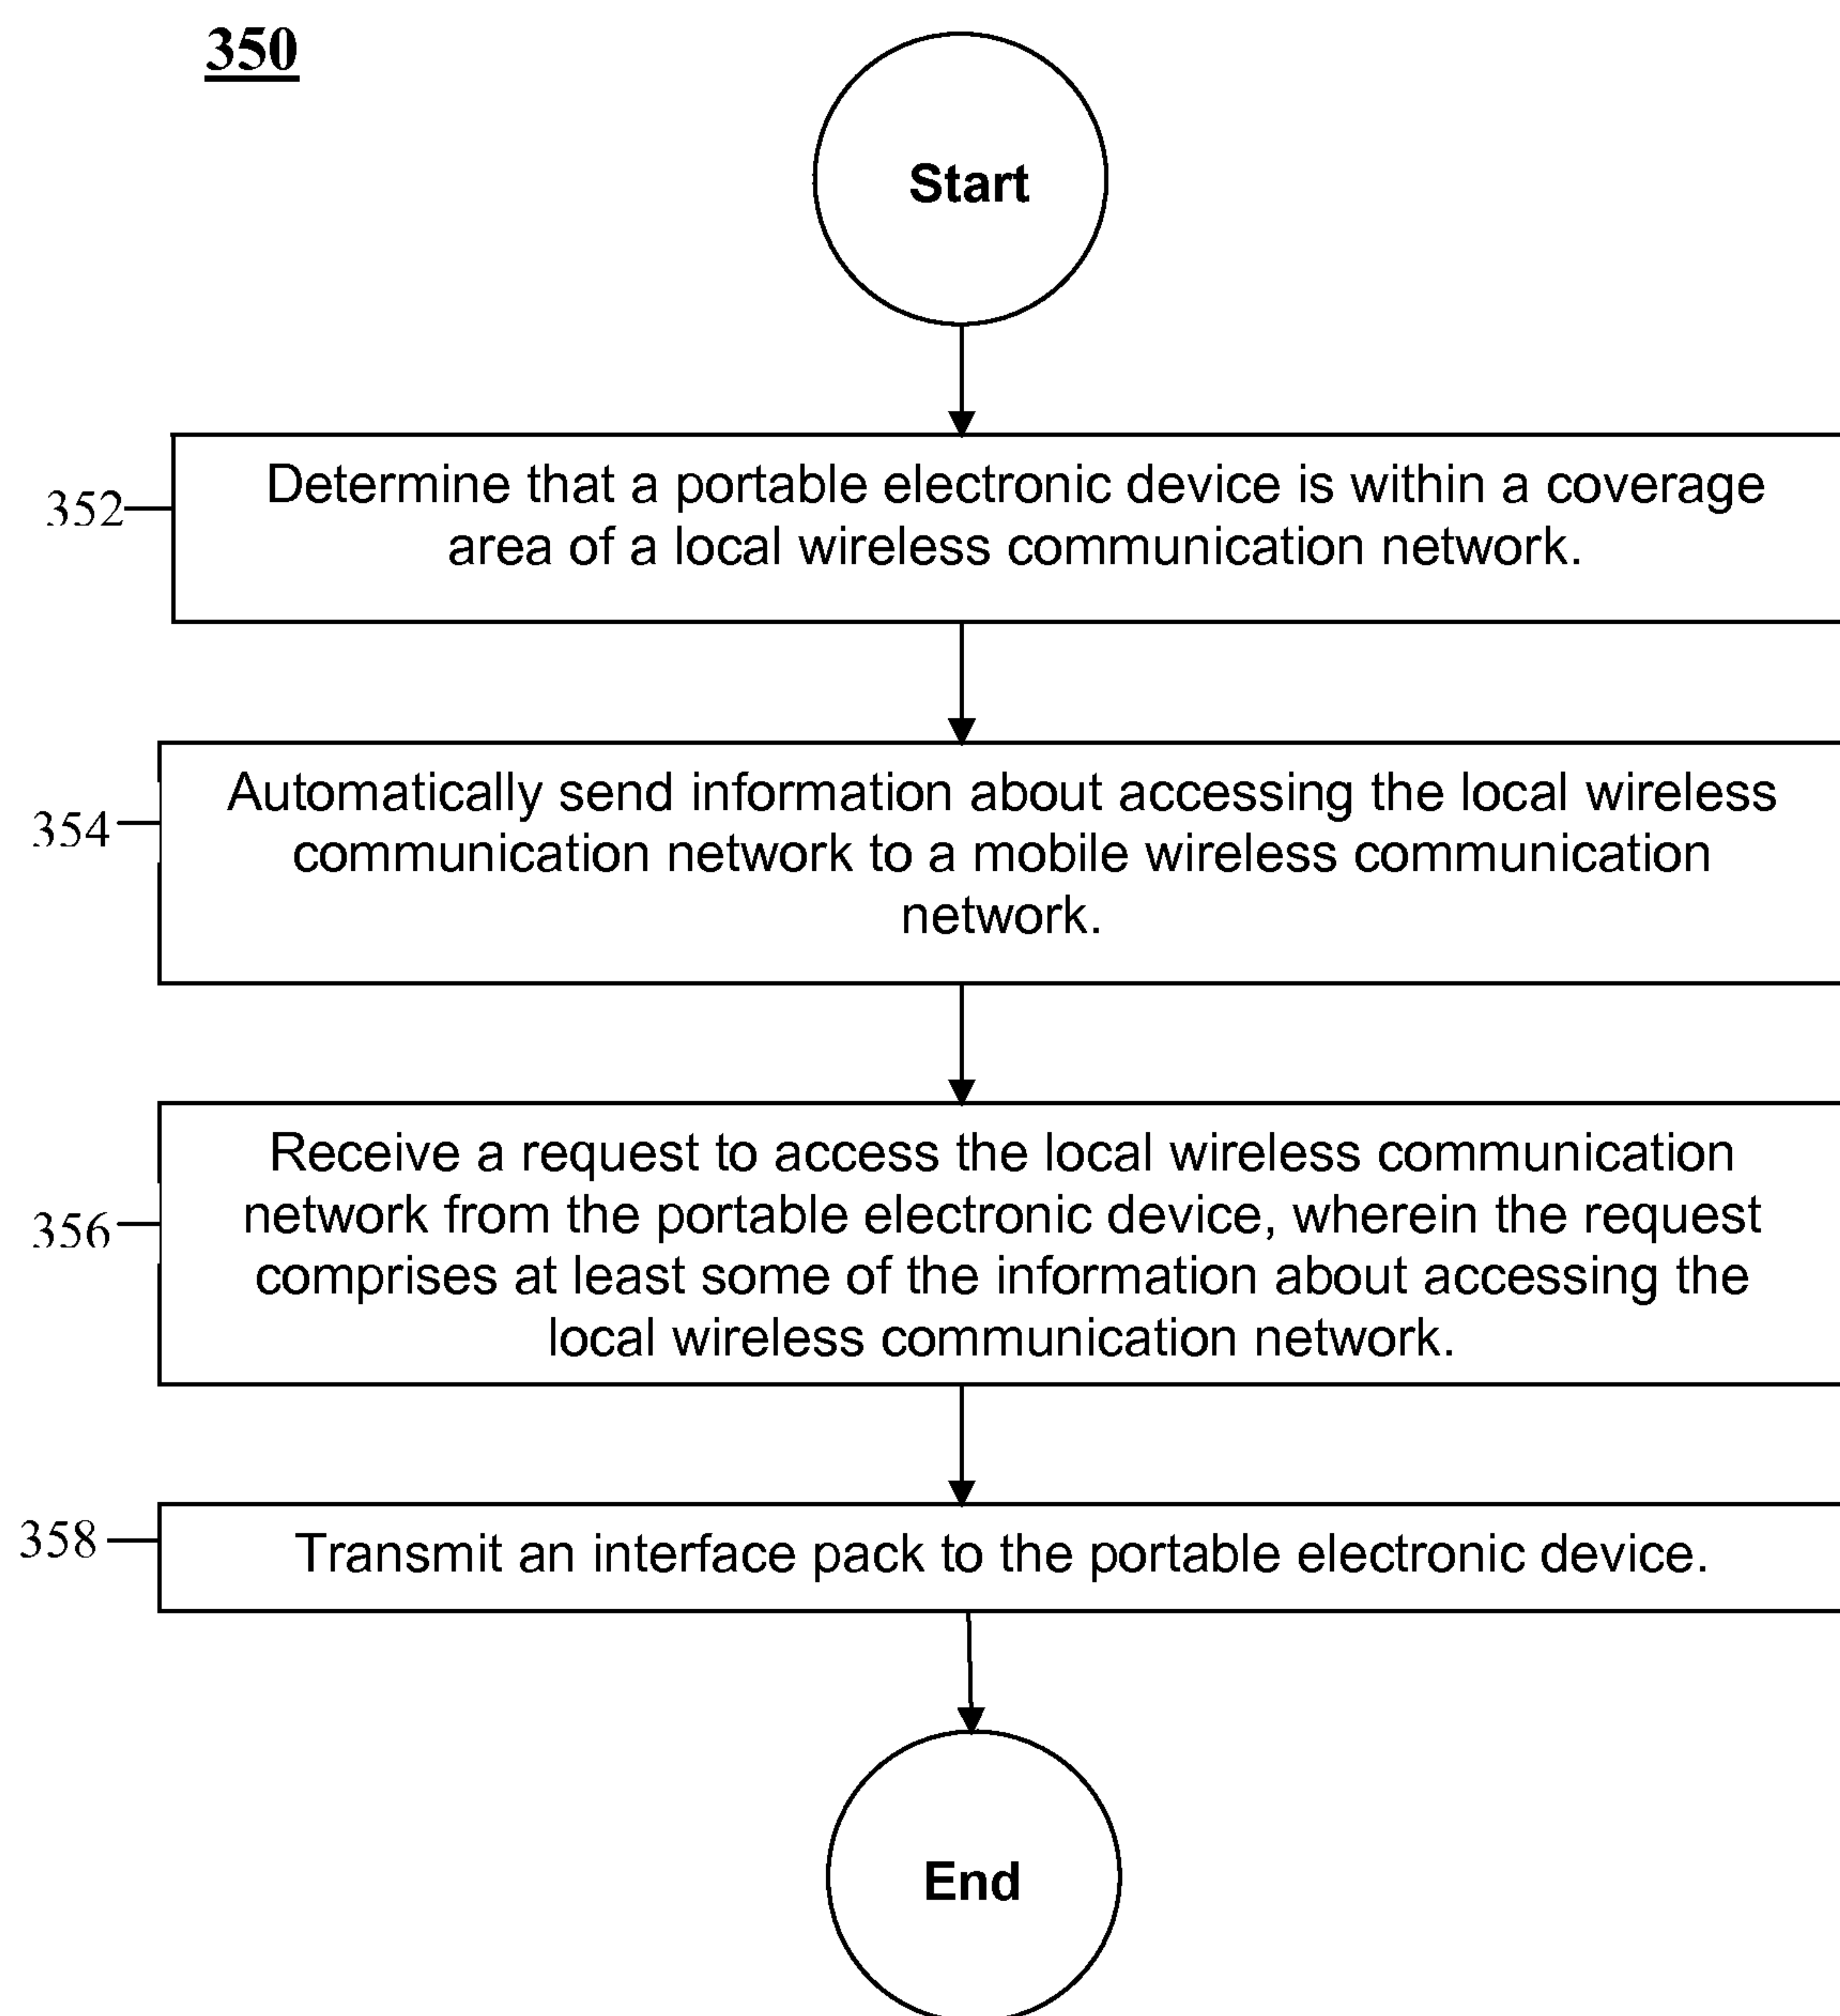 350
Start
352
Determine that a portable electronic device is within a coverage
area of a local wireless communication network.
354
Automatically send information about accessing the local wireless
communication network to a mobile wireless communication
network.
356
Receive a request to access the local wireless communication
network from the portable electronic device, wherein the request
comprises at least some of the information about accessing the
local wireless communication network.
358
Transmit an interface pack to the portable electronic device.
End